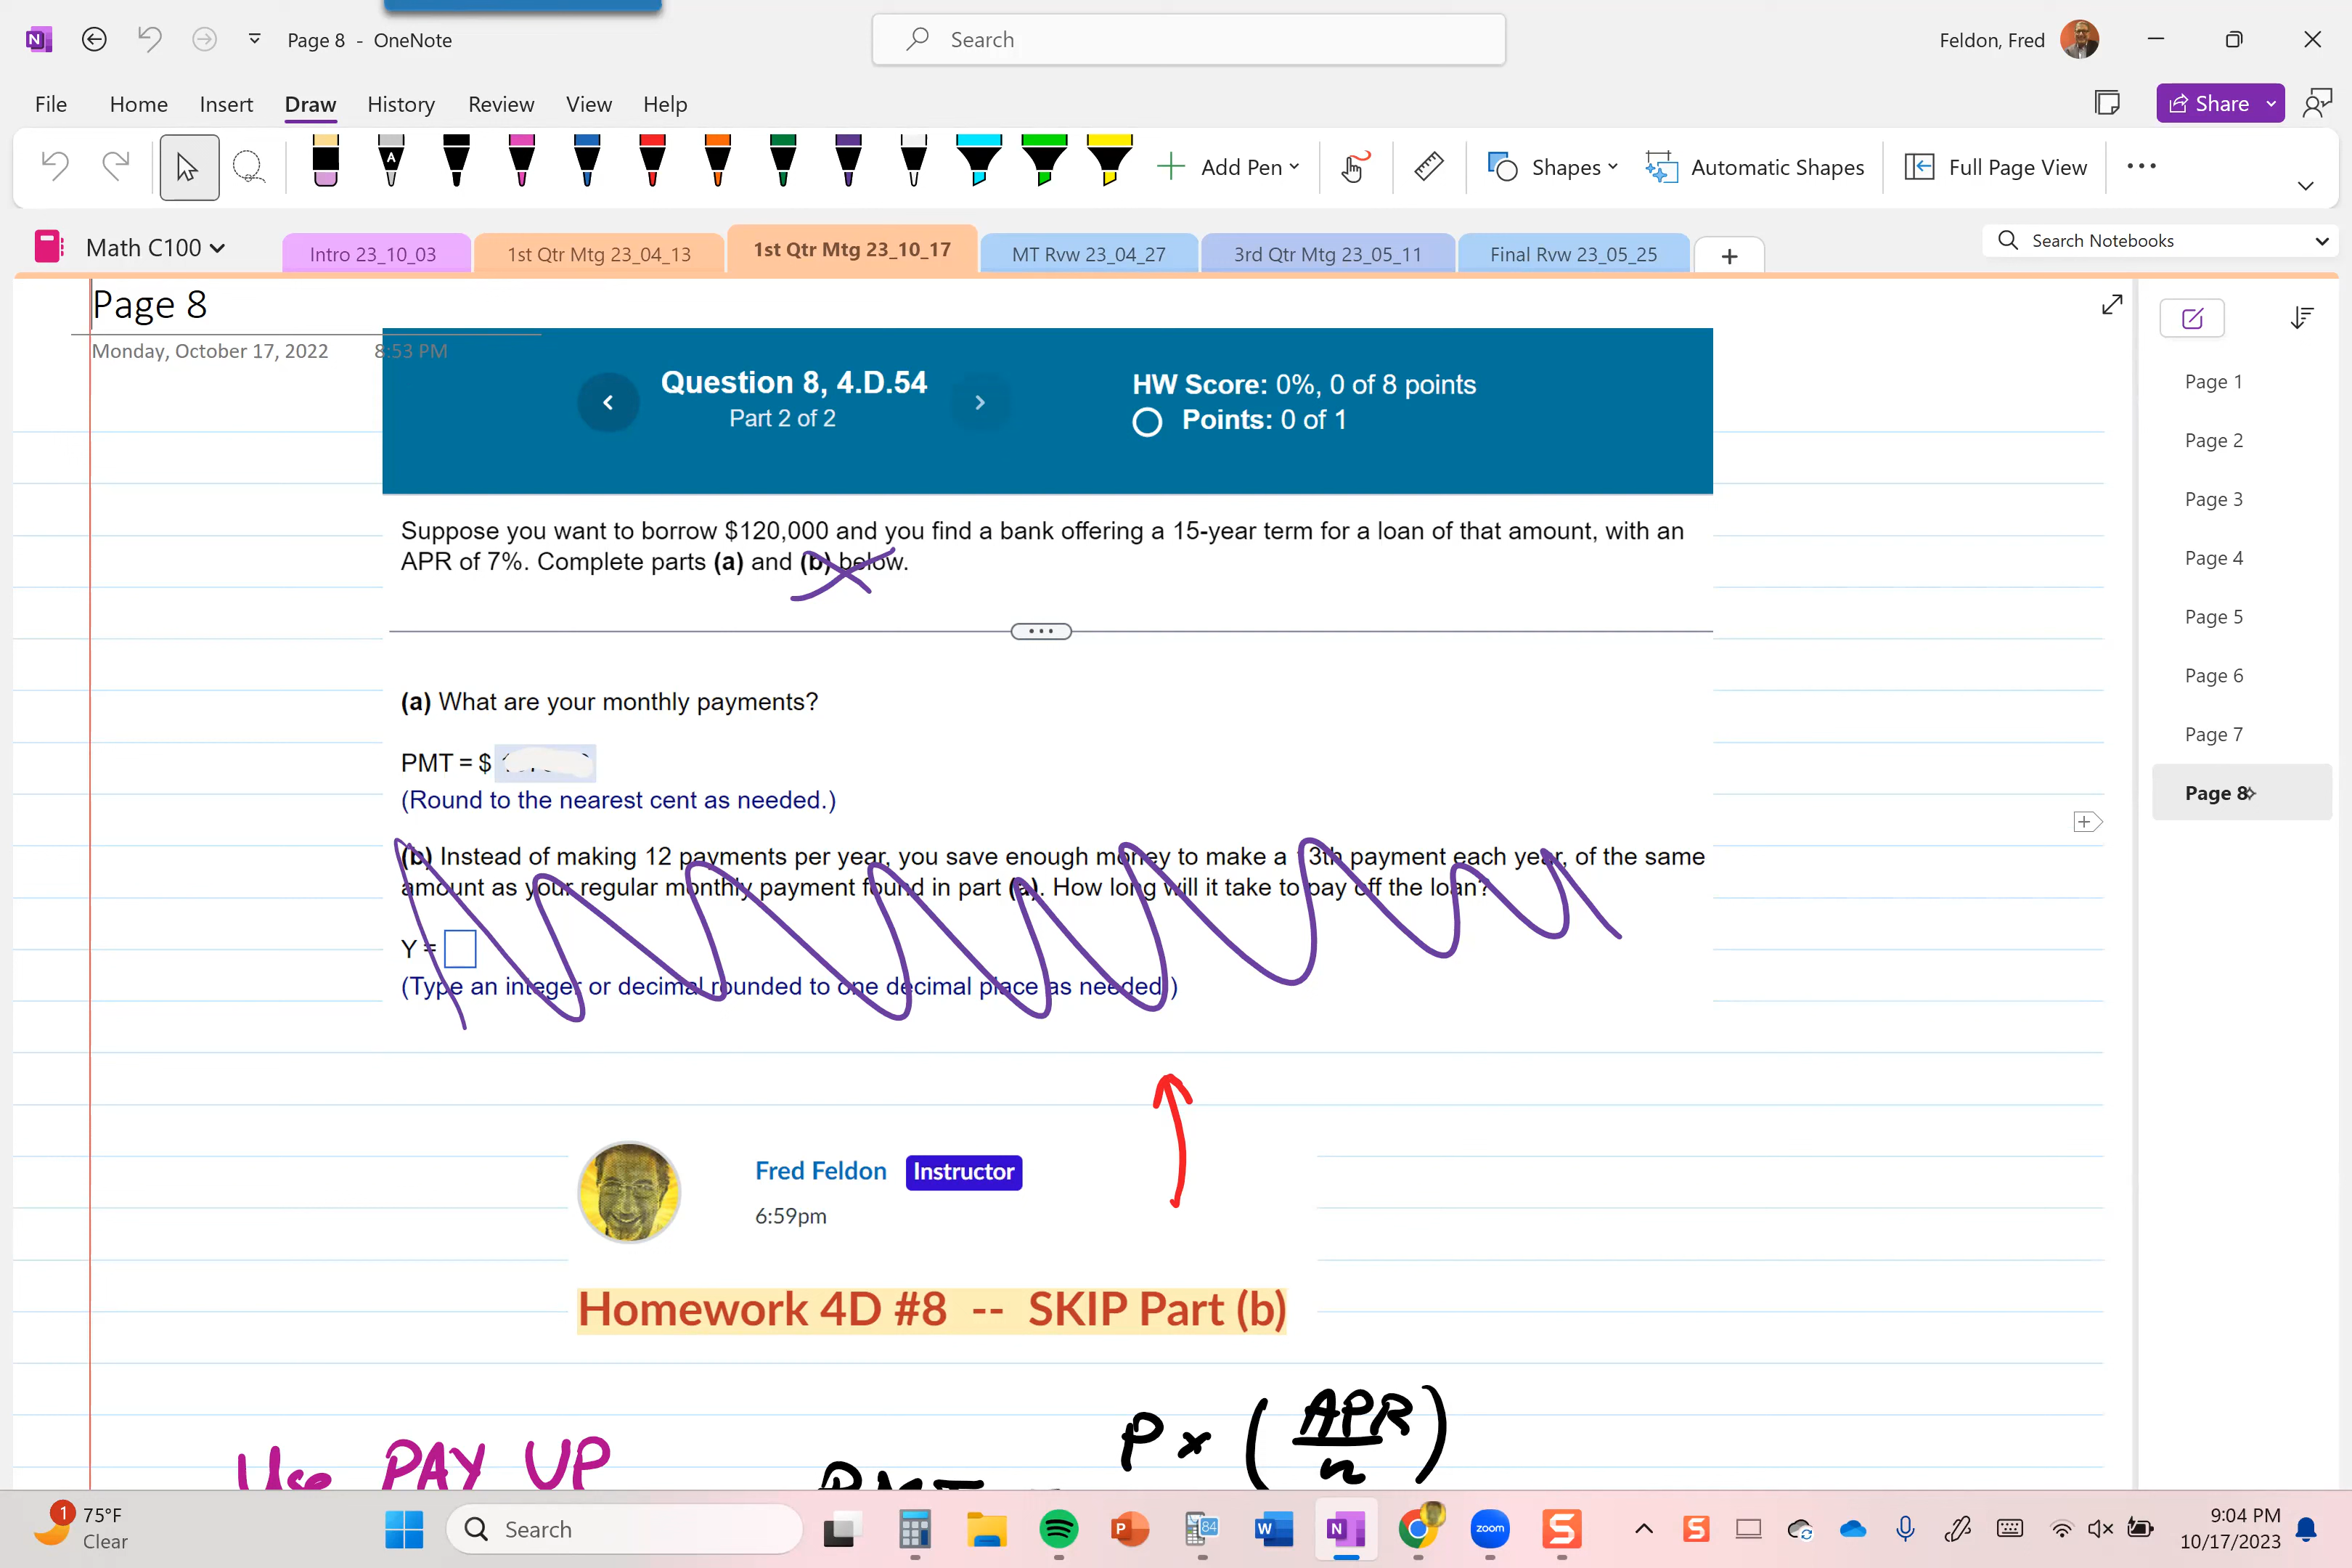 Page 8 - OneNote
Search
Feldon, Fred
File Home Insert Draw History Review View Help
Share
A
Add Pen
Shapes
Automatic Shapes
Full Page View
Math C100
Intro 23_10_03
1st Qtr Mtg 23_04_13
1st Qtr Mtg 23_10_17
MT Rvw 23_04_27
3rd Qtr Mtg 23_05_11
Final Rvw 23_05_25
Search Notebooks
Page 8
Monday, October 17, 2022 8:53 PM
Question 8, 4.D.54
Part 2 of 2
HW Score: 0%, 0 of 8 points
Points: 0 of 1
Suppose you want to borrow $120,000 and you find a bank offering a 15-year term for a loan of that amount, with an
APR of 7%. Complete parts (a) and (b) below.
(a) What are your monthly payments?
PMT = $
(Round to the nearest cent as needed.)
(b) Instead of making 12 payments per year, you save enough money to make a 13th payment each year, of the same
amount as your regular monthly payment found in part (a). How long will it take to pay off the loan?
Y =
(Type an integer or decimal rounded to one decimal place as needed.)
Fred Feldon Instructor
6:59pm
Homework 4D #8 -- SKIP Part (b)
Use PAY UP
P × (APR/n)
PMT =
Page 1
Page 2
Page 3
Page 4
Page 5
Page 6
Page 7
Page 8
1
75°F
Clear
Search
P
84
W
N
zoom
S
S
9:04 PM
10/17/2023